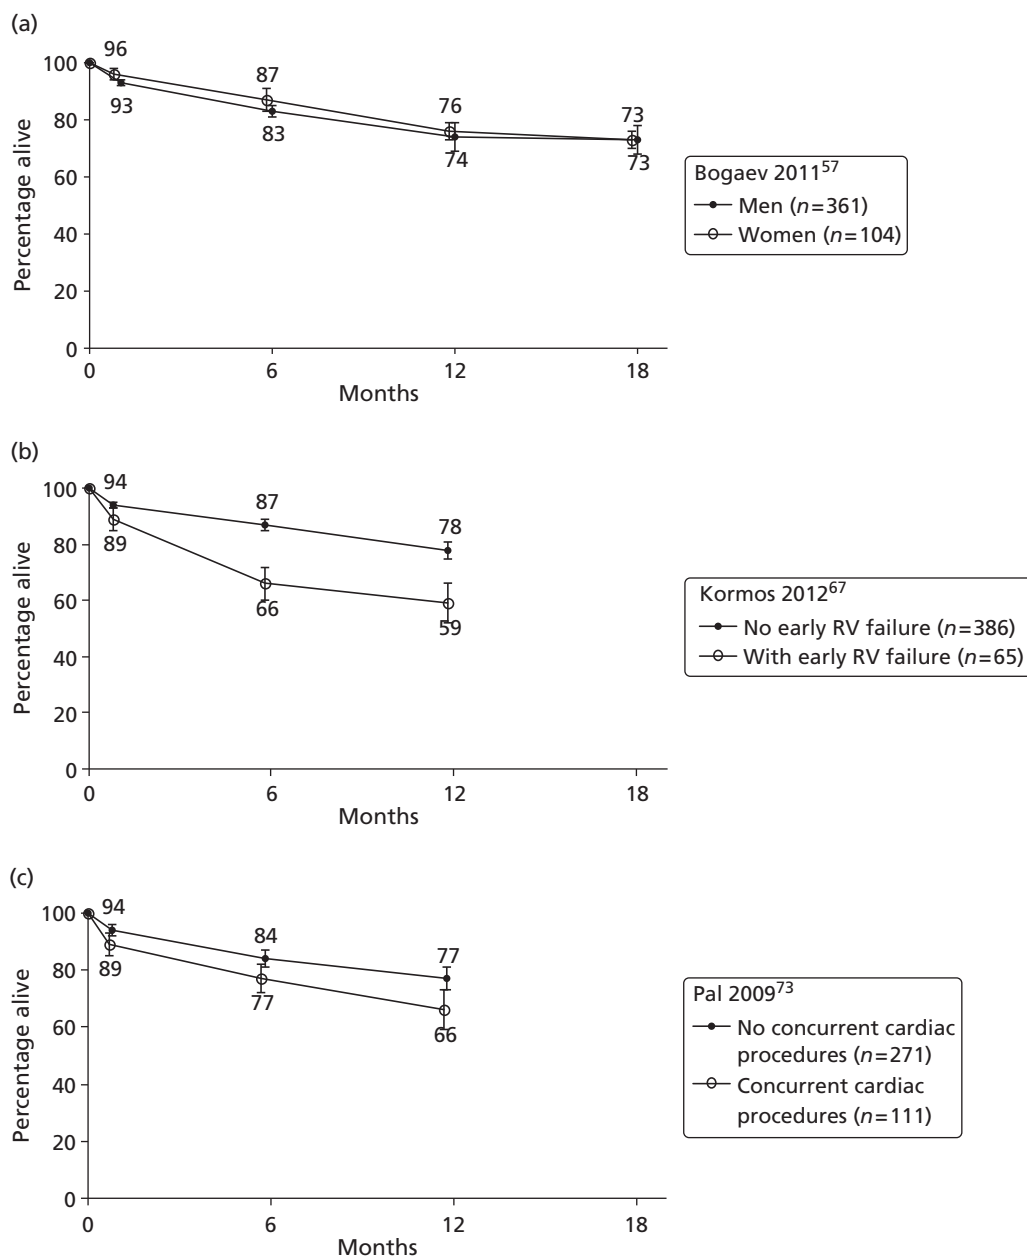 (a)
96
100
87
80
76
73
93
83
74
73
60
40
20
0
0
6
12
18
Percentage alive
Months
Bogaev 2011⁵⁷
Men (n=361)
Women (n=104)
(b)
94
100
87
78
80
89
60
66
59
40
20
0
0
6
12
18
Percentage alive
Months
Kormos 2012⁶⁷
No early RV failure (n=386)
With early RV failure (n=65)
(c)
94
100
84
77
80
89
77
66
60
40
20
0
0
6
12
18
Percentage alive
Months
Pal 2009⁷³
No concurrent cardiac
procedures (n=271)
Concurrent cardiac
procedures (n=111)